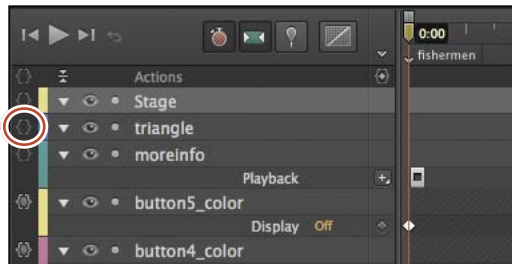 0:00
fishermen
Actions
Stage
triangle
moreinfo
Playback
button5_color
Display Off
button4_color